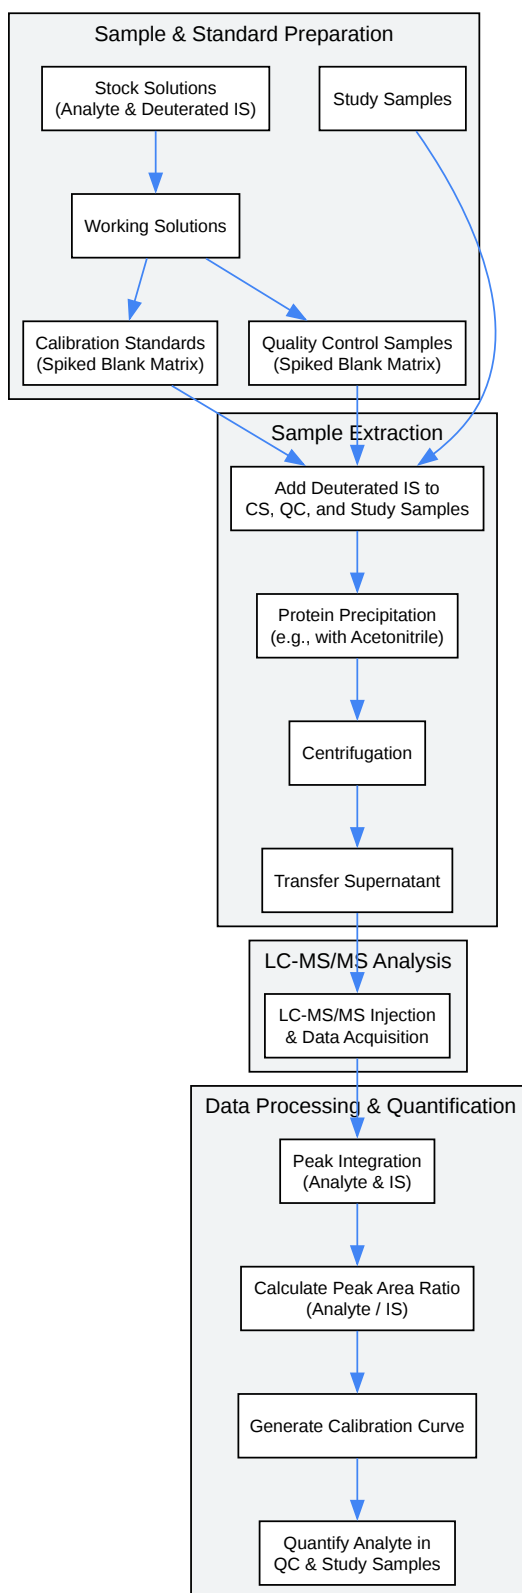 Sample & Standard Preparation
Stock Solutions
(Analyte & Deuterated IS)
Study Samples
Working Solutions
Calibration Standards
(Spiked Blank Matrix)
Quality Control Samples
(Spiked Blank Matrix)
Sample Extraction
Add Deuterated IS to
CS, QC, and Study Samples
Protein Precipitation
(e.g., with Acetonitrile)
Centrifugation
Transfer Supernatant
LC-MS/MS Analysis
LC-MS/MS Injection
& Data Acquisition
Data Processing & Quantification
Peak Integration
(Analyte & IS)
Calculate Peak Area Ratio
(Analyte / IS)
Generate Calibration Curve
Quantify Analyte in
QC & Study Samples